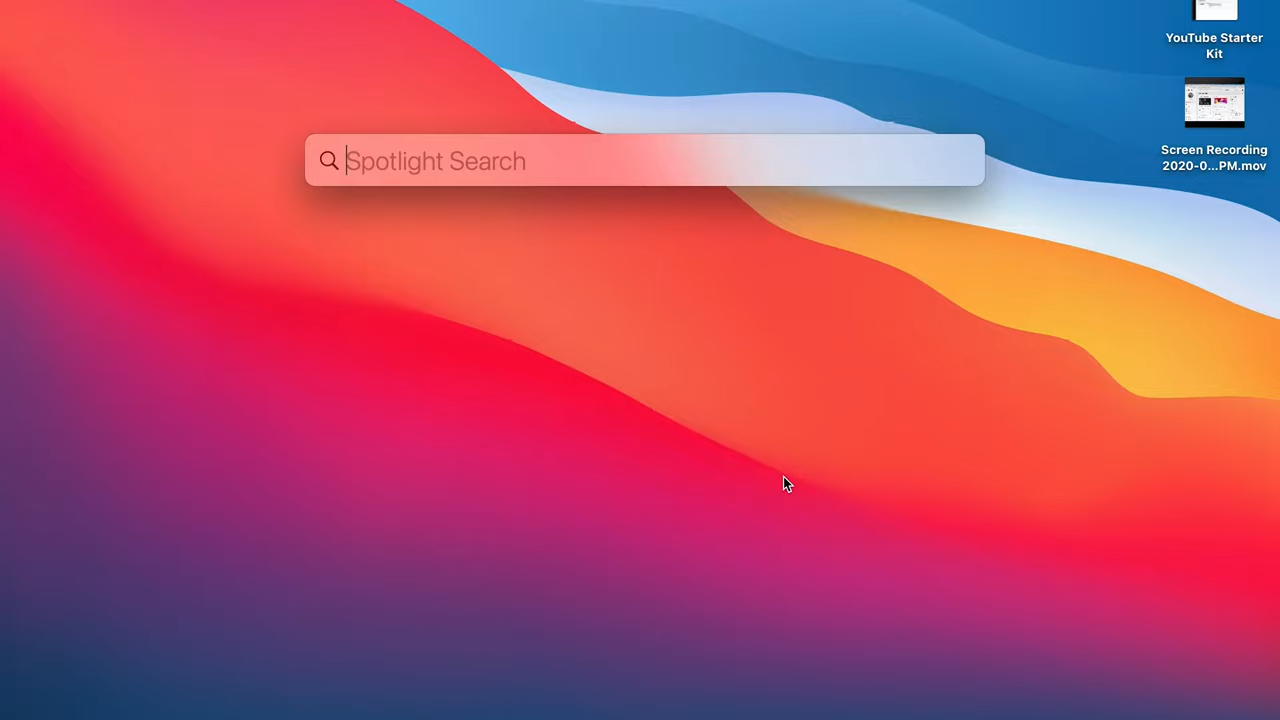 YouTube Starter
Kit
Spotlight Search
Screen Recording
2020-0...PM.mov